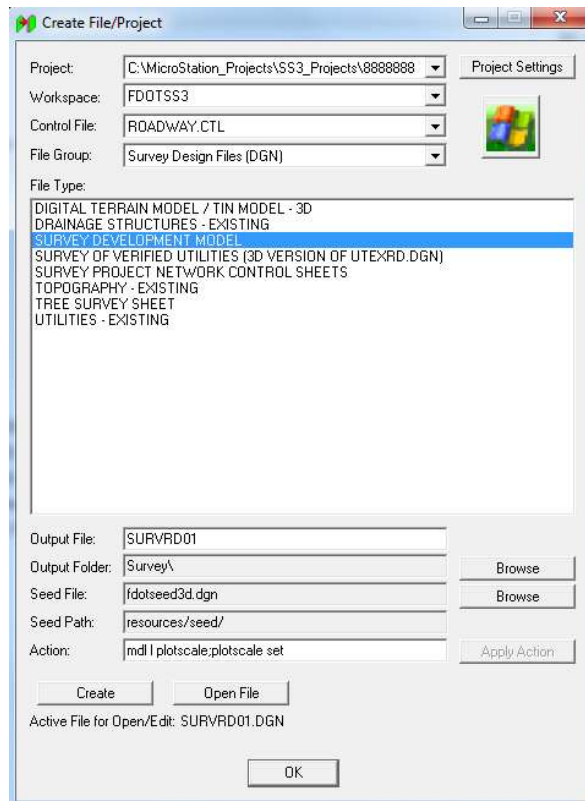 Create File/Project
Project: C:\MicroStation_Projects\SS3_Projects\8888888 Project Settings
Workspace: FDOTSS3
Control File: ROADWAY.CTL
File Group: Survey Design Files (DGN)
File Type:
DIGITAL TERRAIN MODEL / TIN MODEL - 3D
DRAINAGE STRUCTURES - EXISTING
SURVEY DEVELOPMENT MODEL
SURVEY OF VERIFIED UTILITIES (3D VERSION OF UTEXRD.DGN)
SURVEY PROJECT NETWORK CONTROL SHEETS
TOPOGRAPHY - EXISTING
TREE SURVEY SHEET
UTILITIES - EXISTING
Output File: SURVRD01
Output Folder: Survey\ Browse
Seed File: fdotseed3d.dgn Browse
Seed Path: resources/seed/
Action: mdl l plotscale;plotscale set Apply Action
Create Open File
Active File for Open/Edit: SURVRD01.DGN
OK